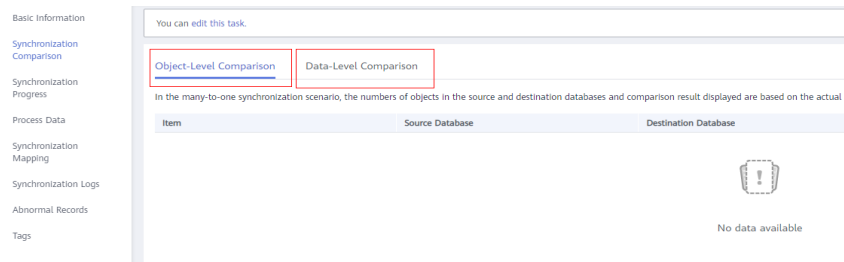 Basic Information
Synchronization
Comparison
Synchronization
Progress
Process Data
Synchronization
Mapping
Synchronization Logs
Abnormal Records
Tags
You can edit this task.
Object-Level Comparison Data-Level Comparison
In the many-to-one synchronization scenario, the numbers of objects in the source and destination databases and comparison result displayed are based on the actual
Item Source Database Destination Database
No data available